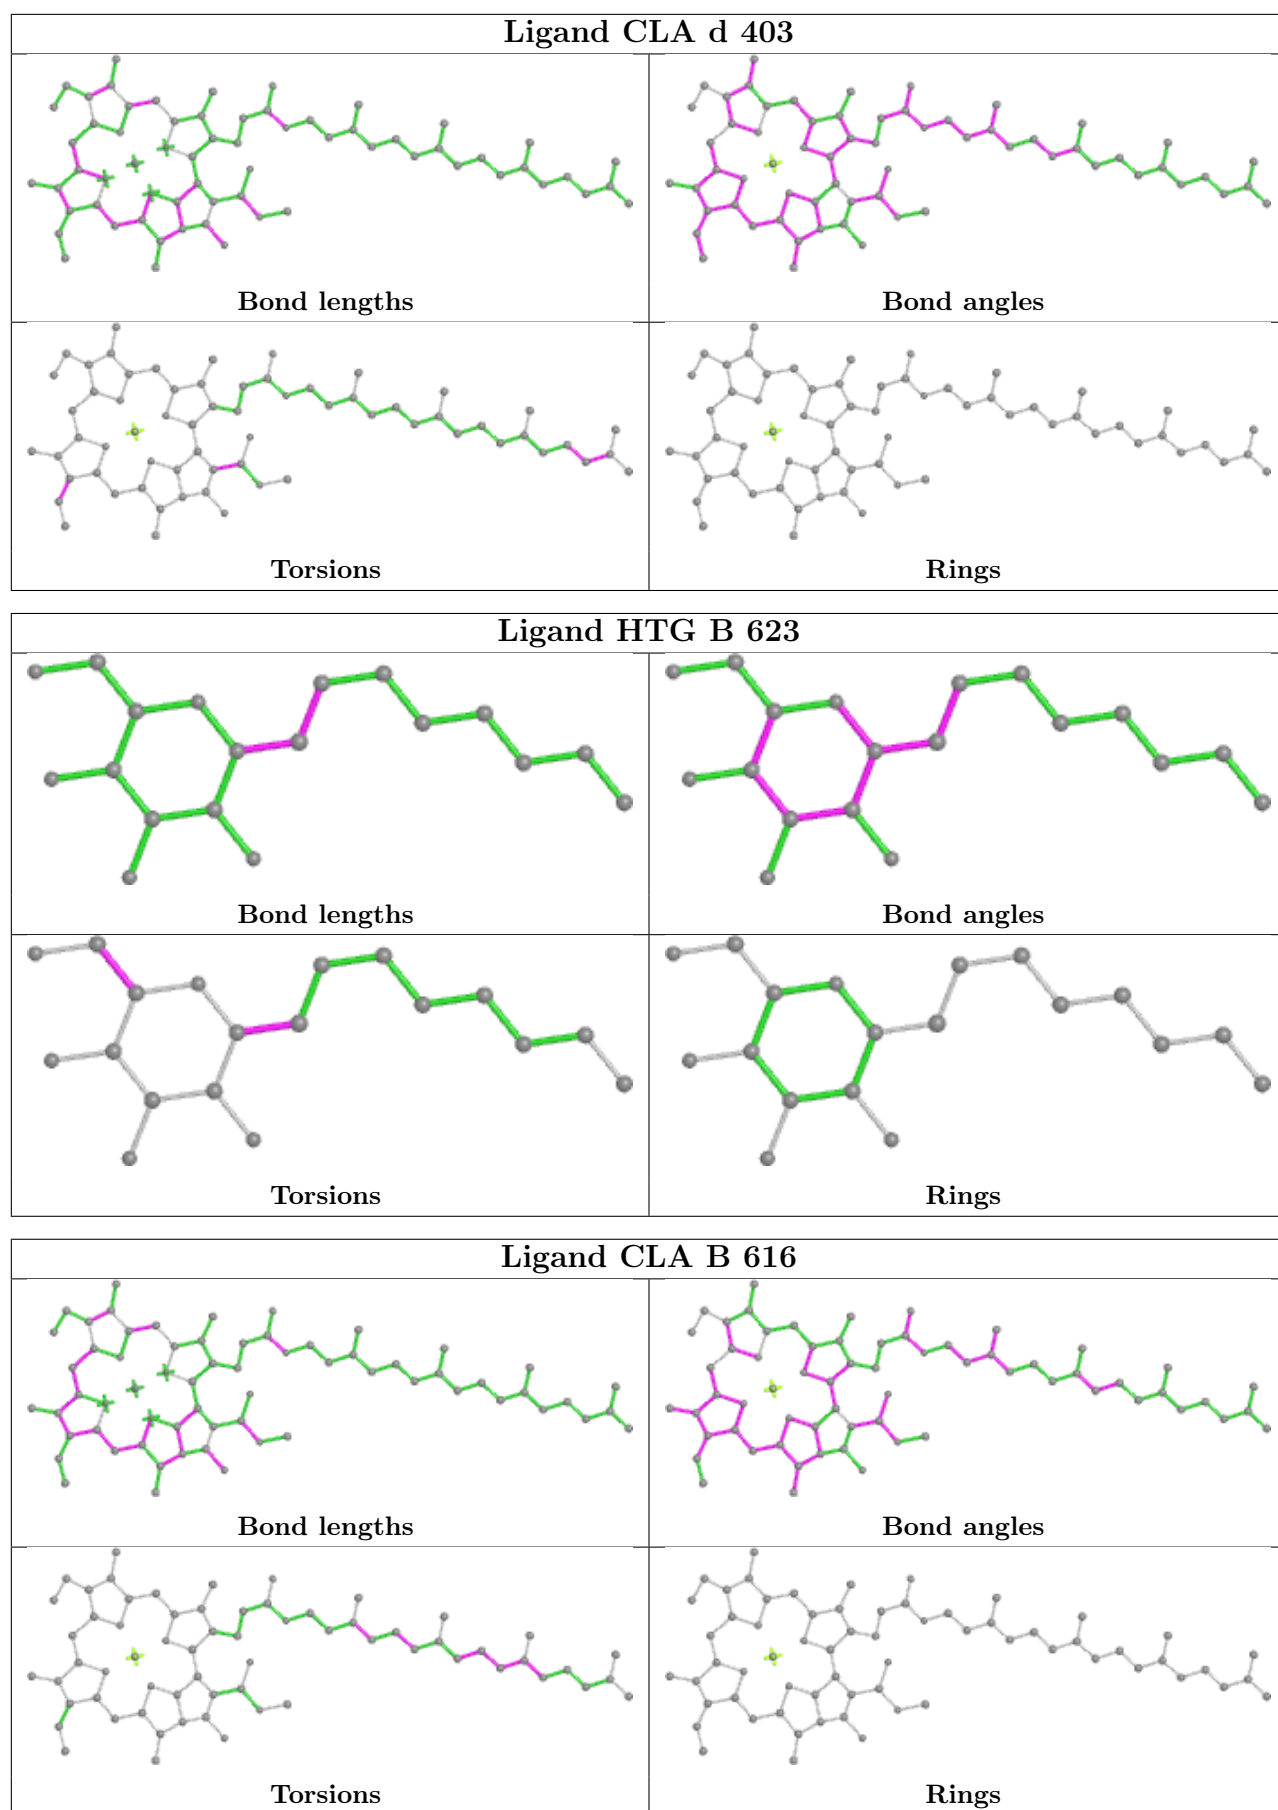 Ligand CLA d 403
Bond lengths
Bond angles
Torsions
Rings
Ligand HTG B 623
Bond lengths
Bond angles
Torsions
Rings
Ligand CLA B 616
Bond lengths
Bond angles
Torsions
Rings